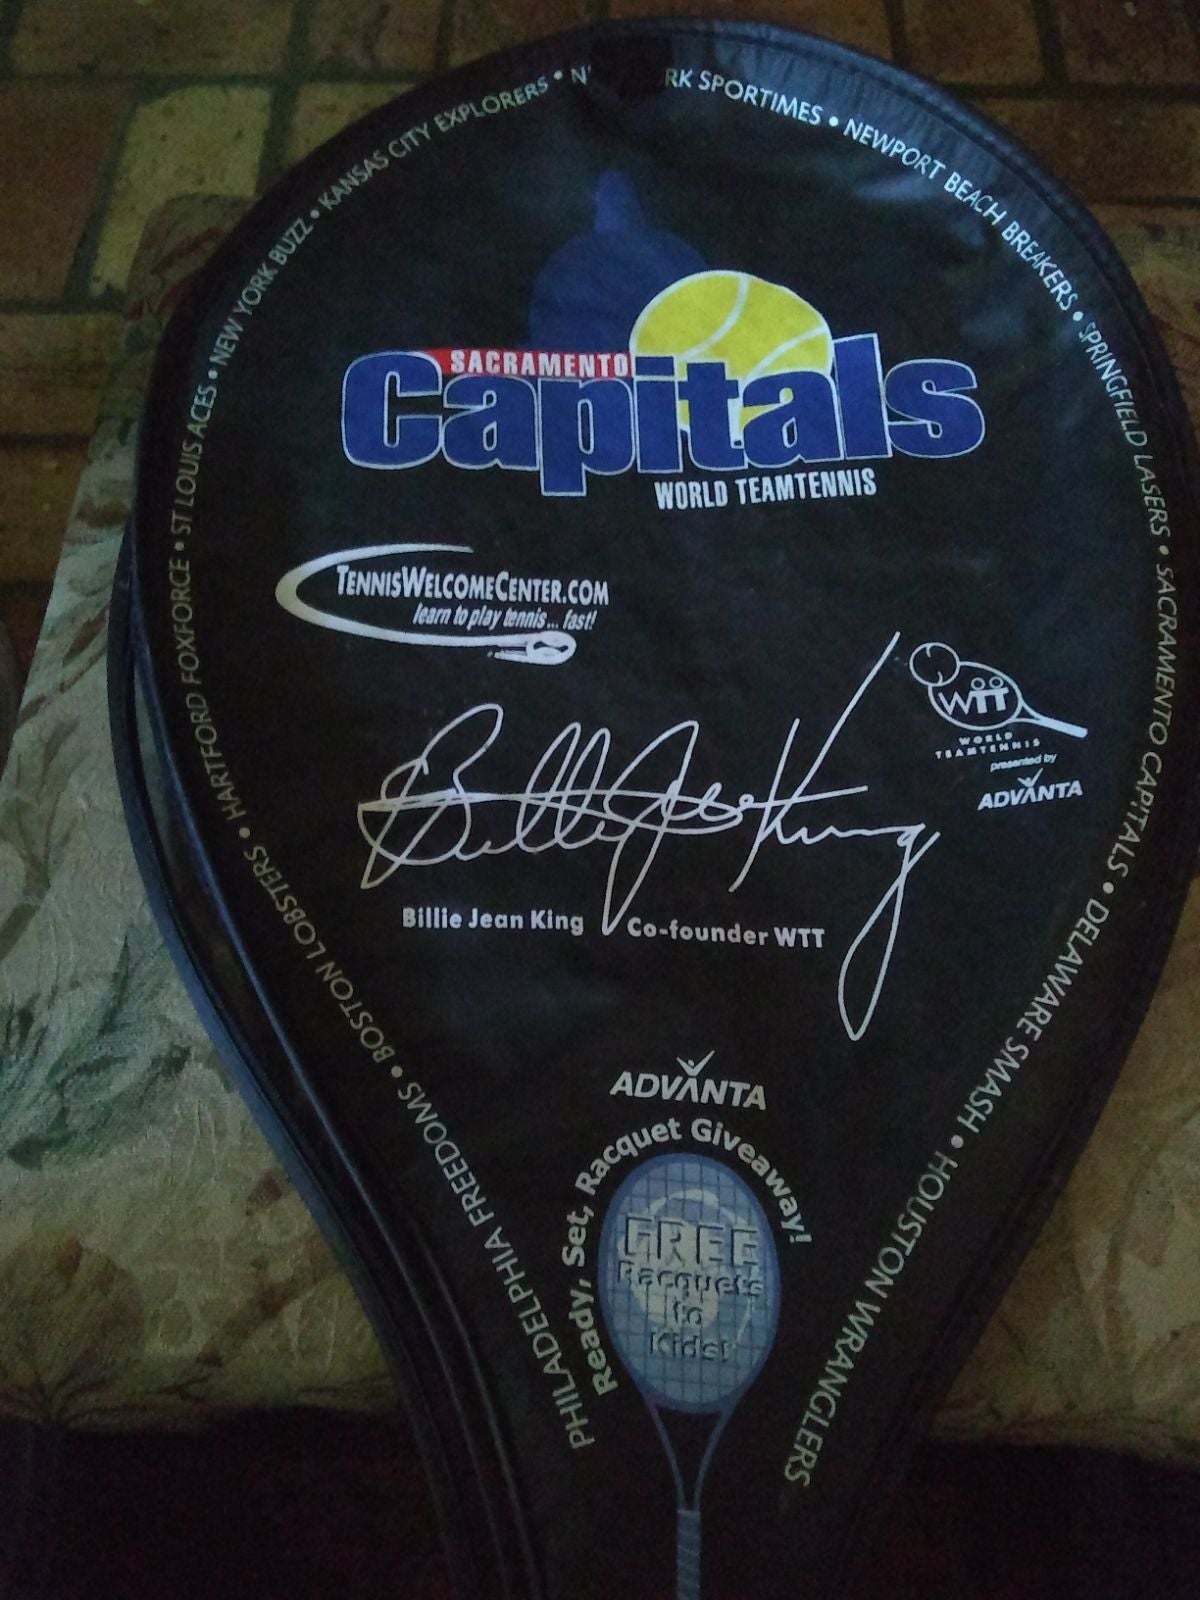 PHILADELPHIA FREEDOMS • BOSTON LOBSTERS • HARTFORD FOXFORCE • ST LOUIS ACES • NEW YORK BUZZ • KANSAS CITY EXPLORERS • N RK SPORTIMES • NEWPORT BEACH BREAKERS • SPRINGFIELD LASERS • SACRAMENTO CAPITALS • DELAWARE SMASH • HOUSTON WRANGLERS
SACRAMENTO
Capitals
WORLD TEAMTENNIS
TENNISWELCOMECENTER.COM
learn to play tennis... fast!
WTT
WORLD
TEAMTENNIS
presented by
ADVANTA
Billie Jean King
Billie Jean King Co-founder WTT
ADVANTA
Ready, Set, Racquet Giveaway!
FREE
Racquets
to
Kids!